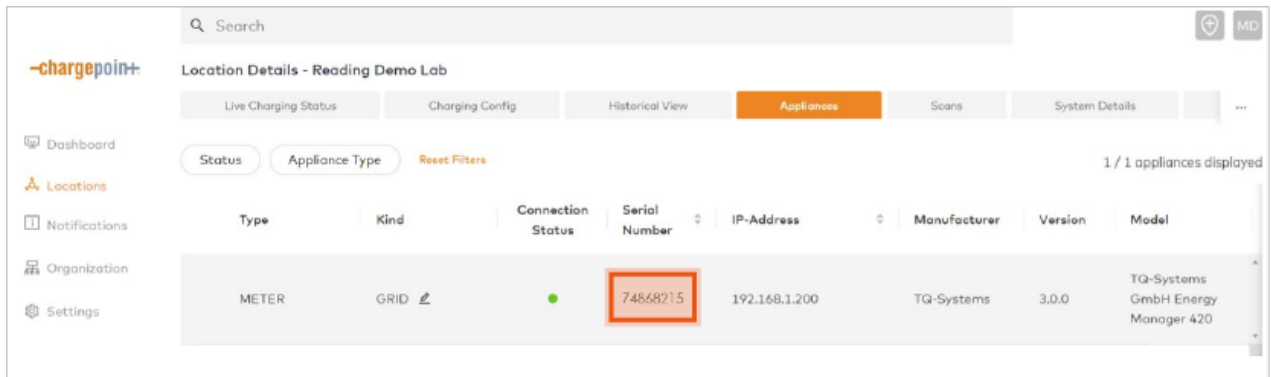 Search
MD
-chargepoin+
Location Details - Reading Demo Lab
Live Charging Status
Charging Config
Historical View
Appliances
Scans
System Details
...
Dashboard
Locations
Notifications
Organization
Settings
Status
Appliance Type
Reset Filters
1 / 1 appliances displayed
Type
Kind
Connection
Status
Serial
Number
IP-Address
Manufacturer
Version
Model
METER
GRID
74868215
192.168.1.200
TQ-Systems
3.0.0
TQ-Systems
GmbH Energy
Manager 420